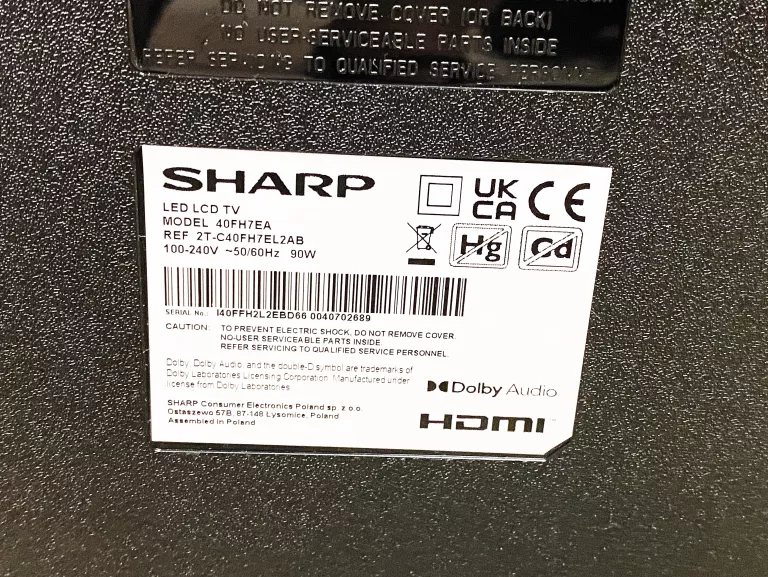 DO NOT REMOVE COVER (OR BACK)
NO USER-SERVICEABLE PARTS INSIDE
REFER SERVICING TO QUALIFIED SERVICE PERSONNEL
SHARP
LED LCD TV
MODEL 40FH7EA
REF 2T-C40FH7EL2AB
100-240V ~50/60Hz 90W
UK
CA
CE
Hg
Cd
SERIAL No.: I40FFH2L2EBD66 0040702689
CAUTION: TO PREVENT ELECTRIC SHOCK, DO NOT REMOVE COVER.
NO-USER SERVICEABLE PARTS INSIDE.
REFER SERVICING TO QUALIFIED SERVICE PERSONNEL.
Dolby, Dolby Audio, and the double-D symbol are trademarks of
Dolby Laboratories Licensing Corporation. Manufactured under
license from Dolby Laboratories.
Dolby Audio
SHARP Consumer Electronics Poland sp. z o.o.
Ostaszewo 57B, 87-148 Lysomice, Poland
Assembled in Poland
HDMI